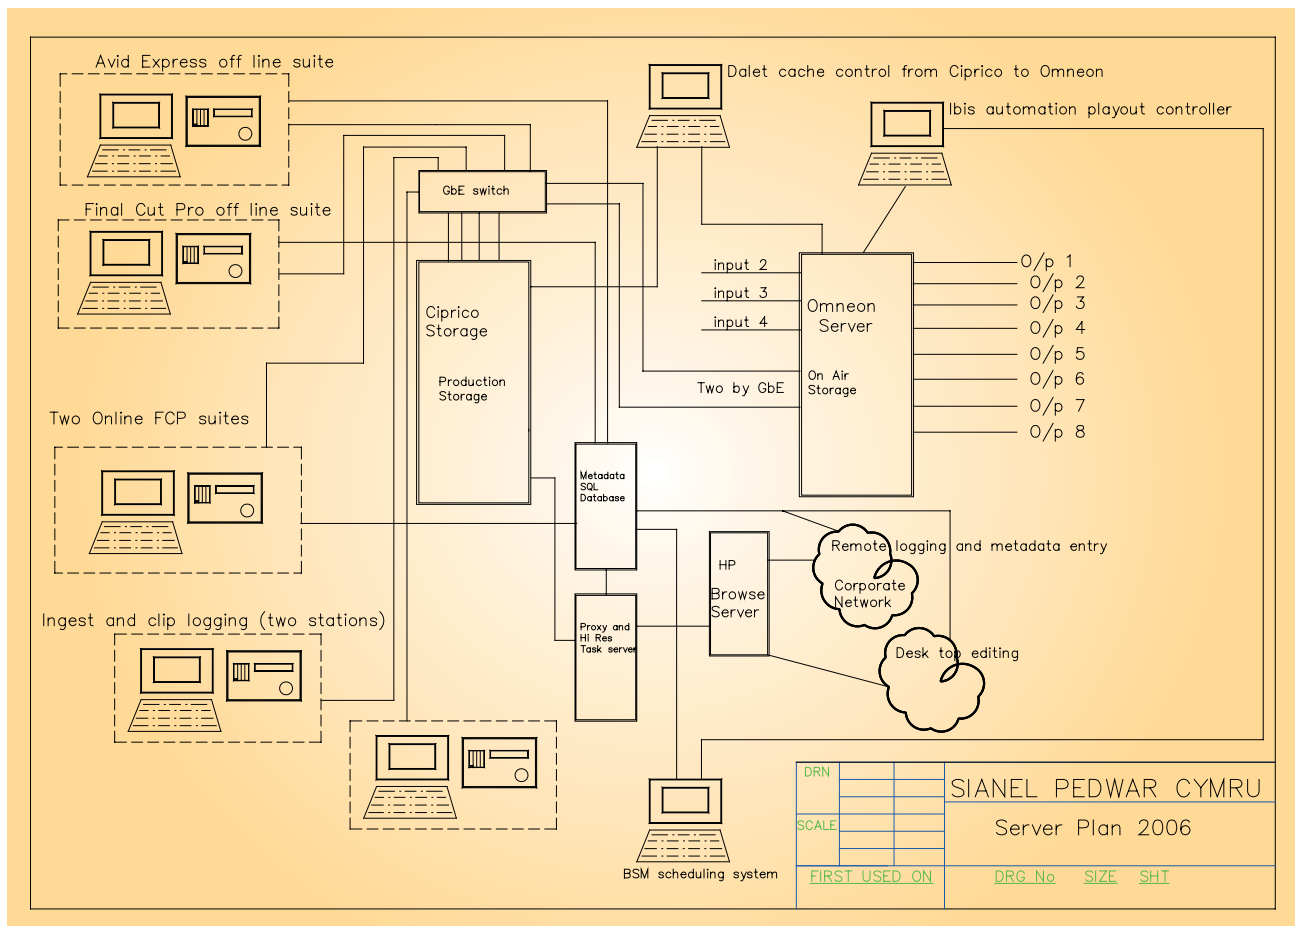 Avid Express off line suite
Dalet cache control from Ciprico to Omneon
Ibis automation playout controller
GbE switch
Final Cut Pro off line suite
input 2
input 3
input 4
Omneon
Server
On Air
Storage
O/p 1
O/p 2
O/p 3
O/p 4
O/p 5
O/p 6
O/p 7
O/p 8
Ciprico
Storage
Production
Storage
Two by GbE
Two Online FCP suites
Metadata
SQL
Database
HP
Browse
Server
Remote logging and metadata entry
Corporate
Network
Ingest and clip logging (two stations)
Proxy and
HI Res
Task server
Desk top editing
BSM scheduling system
DRN
SCALE
FIRST USED ON
SIANEL PEDWAR CYMRU
Server Plan 2006
DRG No SIZE SHT